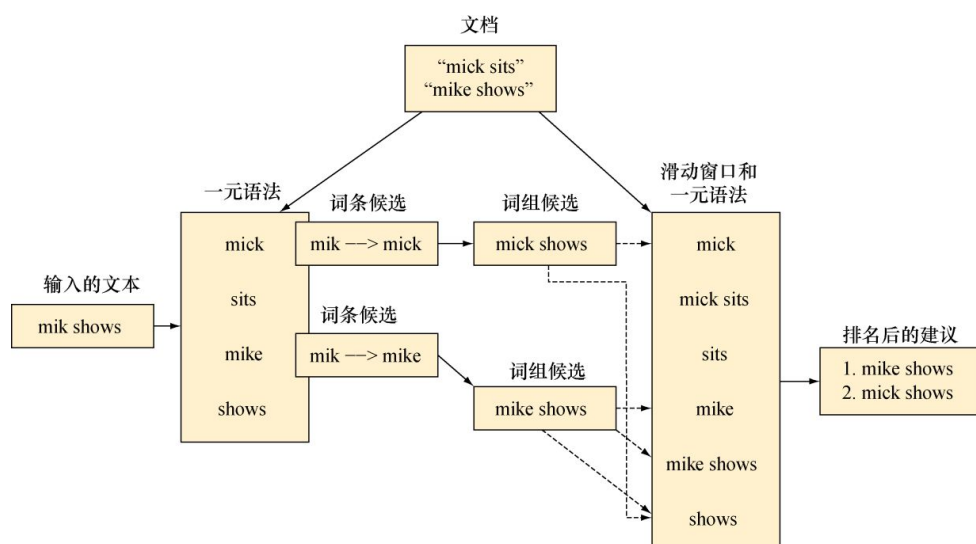 文档
“mick sits”
“mike shows”
一元语法
mick
sits
mike
shows
输入的文本
mik shows
词条候选
mik --> mick
词条候选
mik --> mike
词组候选
mick shows
词组候选
mike shows
滑动窗口和
一元语法
mick
mick sits
sits
mike
mike shows
shows
排名后的建议
1. mike shows
2. mick shows